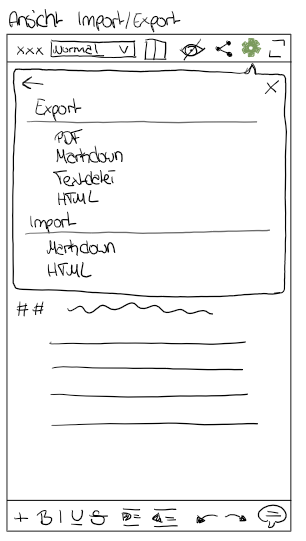 Ansicht Import/Export
xxx Normal
Export
PDF
Markdown
Textdatei
HTML
Import
Markdown
HTML
##
+ B I U S